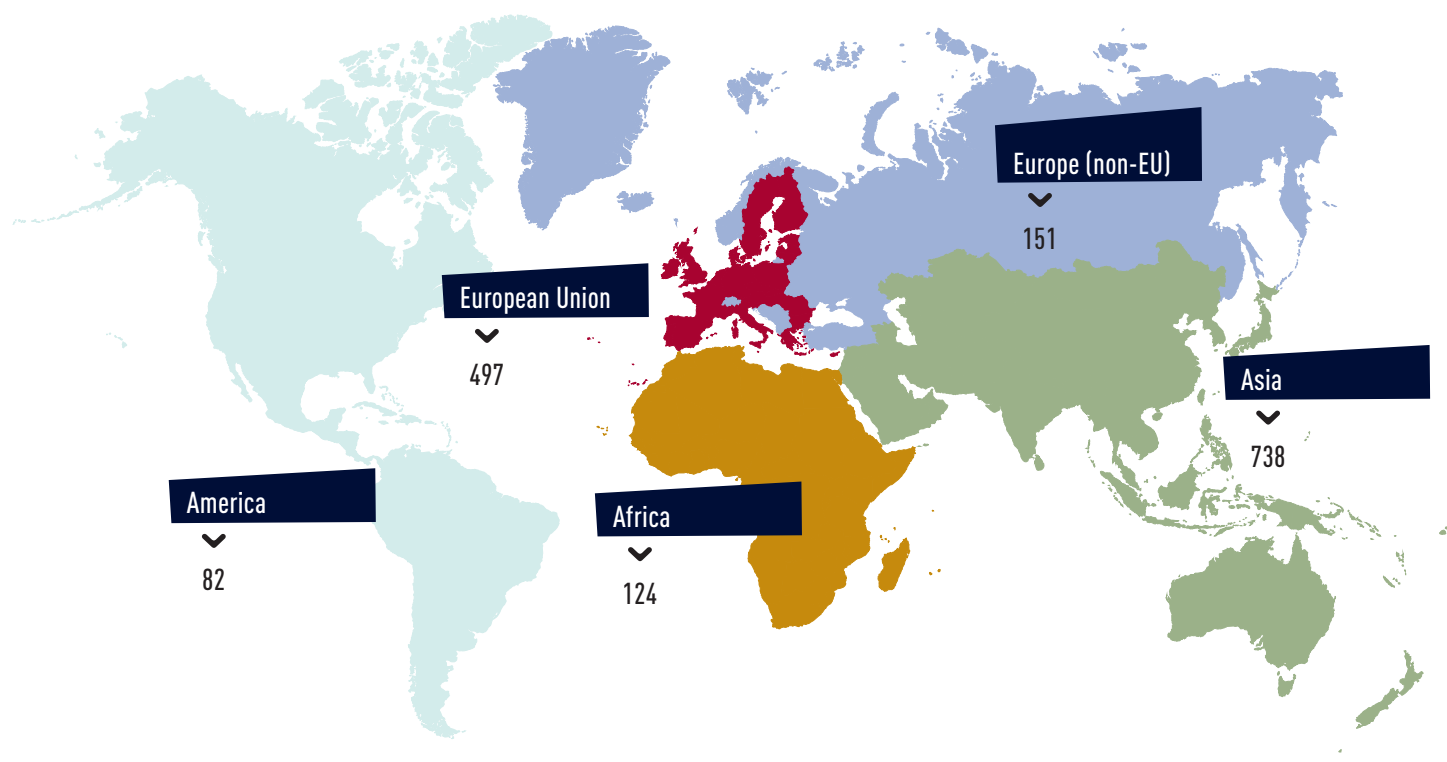 Europe (non-EU)
151
European Union
497
Asia
738
America
82
Africa
124